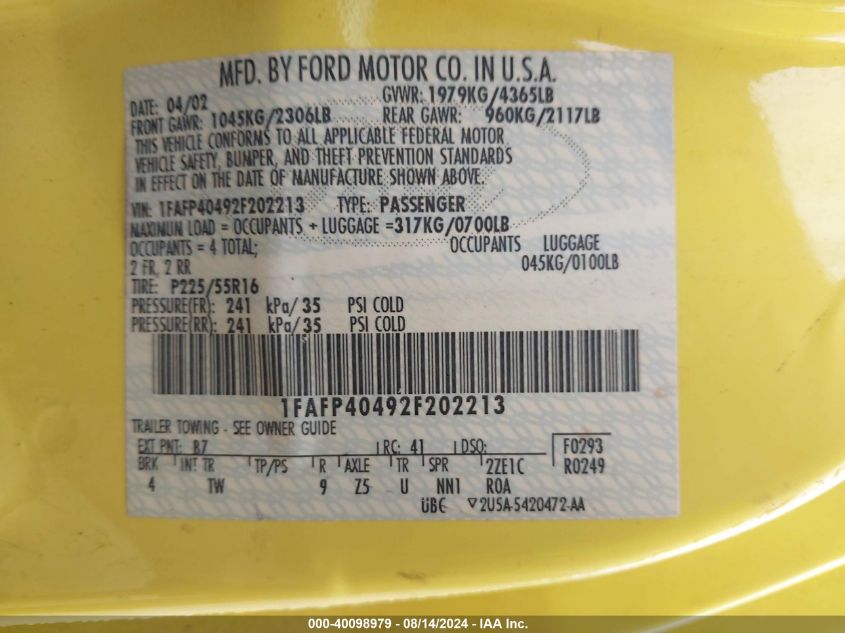 MFD. BY FORD MOTOR CO. IN U.S.A.
DATE: 04/02 GVWR: 1979KG/4365LB
FRONT GAWR: 1045KG/2306LB REAR GAWR: 960KG/2117LB
THIS VEHICLE CONFORMS TO ALL APPLICABLE FEDERAL MOTOR
VEHICLE SAFETY, BUMPER, AND THEFT PREVENTION STANDARDS
IN EFFECT ON THE DATE OF MANUFACTURE SHOWN ABOVE.
VIN: 1FAFP40492F202213 TYPE: PASSENGER
MAXIMUM LOAD = OCCUPANTS + LUGGAGE = 317KG/0700LB
OCCUPANTS = 4 TOTAL; OCCUPANTS LUGGAGE
2 FR, 2 RR 045KG/0100LB
TIRE: P225/55R16
PRESSURE(FR): 241 kPa/35 PSI COLD
PRESSURE(RR): 241 kPa/35 PSI COLD
1FAFP40492F202213
TRAILER TOWING - SEE OWNER GUIDE
EXT PNT: B7 RC: 41 DSO: F0293
BRK INT TR TP/PS R AXLE TR SPR 2ZE1C R0249
4 TW 9 Z5 U NN1 ROA
UBC ▽2U5A-5420472-AA
000-40098979 - 08/14/2024 - IAA Inc.